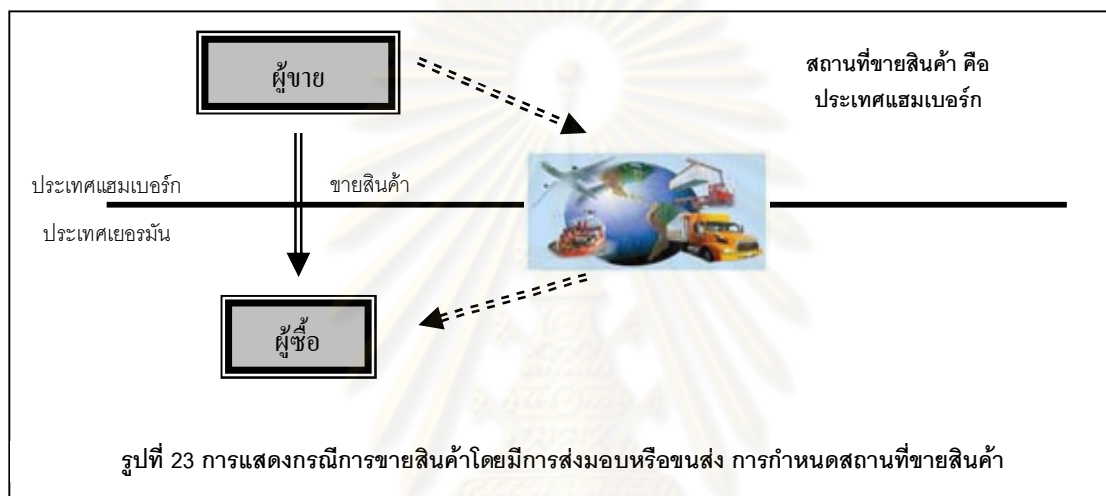 ผู้ขาย
สถานที่ขายสินค้า คือ
ประเทศแฮมเบอร์ก
ประเทศแฮมเบอร์ก
ขายสินค้า
ประเทศเยอรมัน
ผู้ซื้อ
รูปที่ 23 การแสดงกรณีการขายสินค้าโดยมีการส่งมอบหรือขนส่ง การกำหนดสถานที่ขายสินค้า